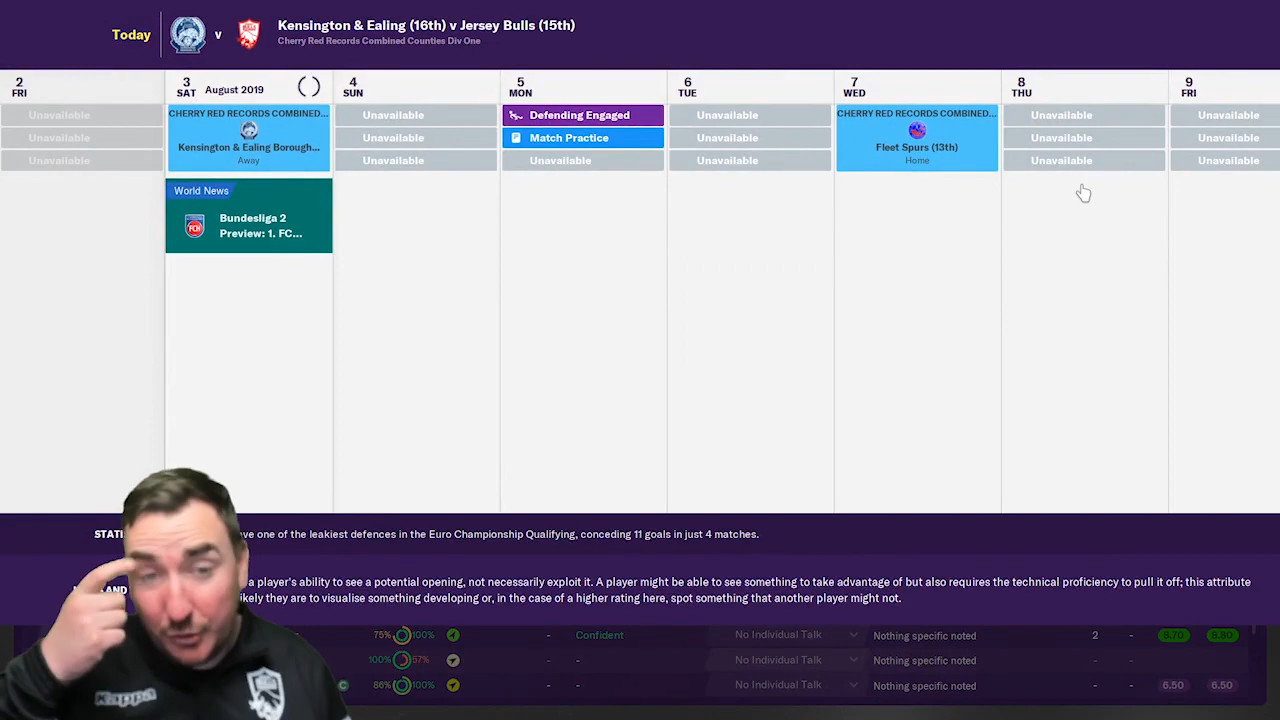 Today
v
Kensington & Ealing (16th) v Jersey Bulls (15th)
Cherry Red Records Combined Counties Div One
2
FRI
3
SAT
August 2019
4
SUN
5
MON
6
TUE
7
WED
8
THU
9
FRI
Unavailable
Unavailable
Unavailable
CHERRY RED RECORDS COMBINED...
Kensington & Ealing Borough...
Away
World News
FCH
Bundesliga 2
Preview: 1. FC...
Unavailable
Unavailable
Unavailable
Defending Engaged
Match Practice
Unavailable
Unavailable
Unavailable
Unavailable
CHERRY RED RECORDS COMBINED...
Fleet Spurs (13th)
Home
Unavailable
Unavailable
Unavailable
Unavailable
Unavailable
Unavailable
one of the leakiest defences in the Euro Championship Qualifying, conceding 11 goals in just 4 matches.
AND
a player's ability to see a potential opening, not necessarily exploit it. A player might be able to see something to take advantage of but also requires the technical proficiency to pull it off; this attribute
likely they are to visualise something developing or, in the case of a higher rating here, spot something that another player might not.
75% 100% - Confident No Individual Talk Nothing specific noted 2 - 8.70 8.80
100% 57% - - No Individual Talk Nothing specific noted - -
C 86% 100% - - No Individual Talk Nothing specific noted - - 6.50 6.50
Kappa